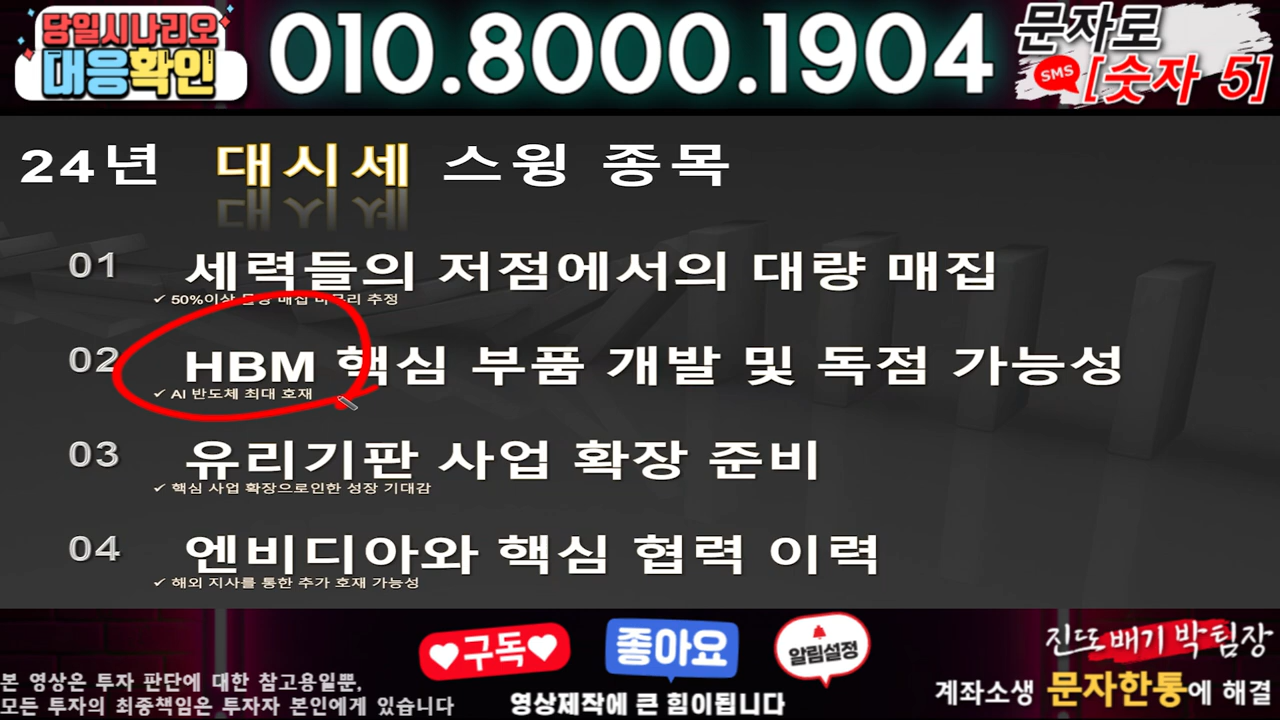 당일시나리오
대응확인
010.8000.1904
문자로
SMS [숫자 5]
24년 대시세 스윙 종목
01 세력들의 저점에서의 대량 매집
✓ 50%이상 물량 매집 마무리 추정
02 HBM 핵심 부품 개발 및 독점 가능성
✓ AI 반도체 최대 호재
03 유리기판 사업 확장 준비
✓ 핵심 사업 확장으로인한 성장 기대감
04 엔비디아와 핵심 협력 이력
✓ 해외 지사를 통한 추가 호재 가능성
본 영상은 투자 판단에 대한 참고용일뿐,
모든 투자의 최종책임은 투자자 본인에게 있습니다
구독
좋아요
알림설정
영상제작에 큰 힘이됩니다
진또배기 박팀장
계좌소생 문자한통에 해결